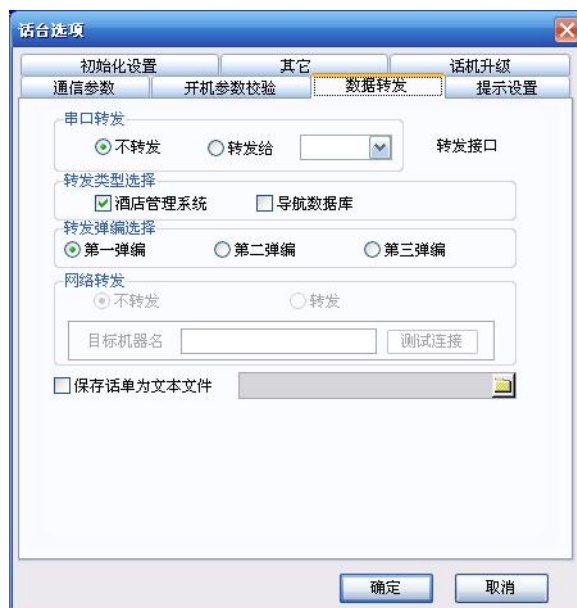 话台选项
初始化设置 其它 话机升级
通信参数 开机参数校验 数据转发 提示设置
串口转发
不转发 转发给 转发接口
转发类型选择
酒店管理系统 导航数据库
转发弹编选择
第一弹编 第二弹编 第三弹编
网络转发
不转发 转发
目标机器名 测试连接
保存话单为文本文件
确定 取消